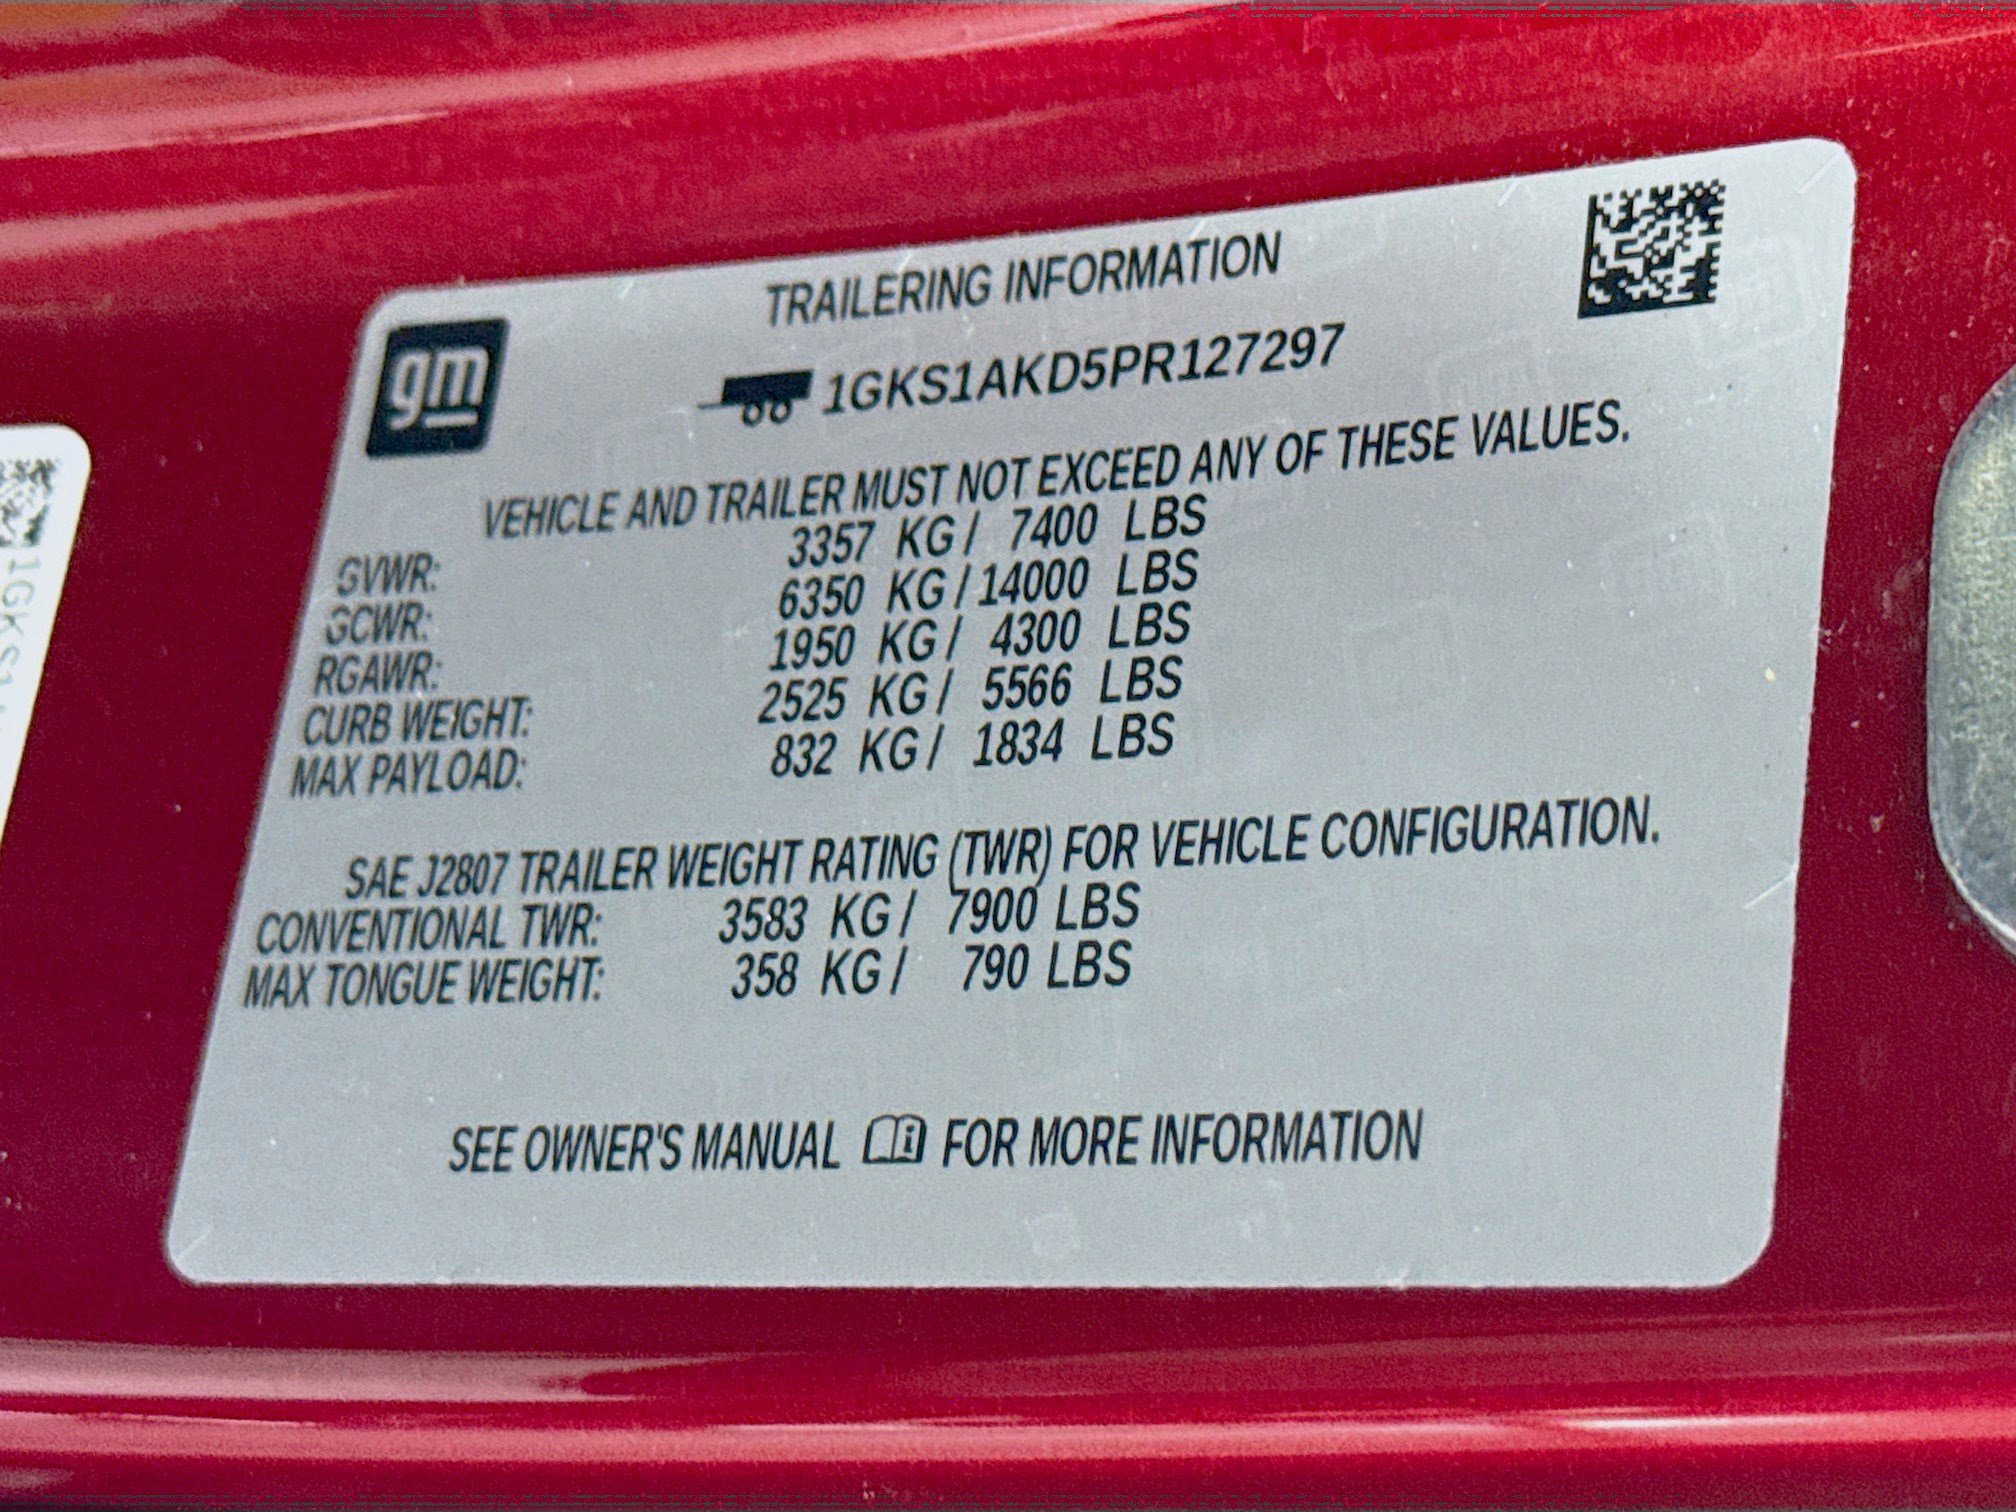 TRAILERING INFORMATION
gm
1GKS1AKD5PR127297
VEHICLE AND TRAILER MUST NOT EXCEED ANY OF THESE VALUES.
GVWR: 3357 KG / 7400 LBS
GCWR: 6350 KG / 14000 LBS
RGAWR: 1950 KG / 4300 LBS
CURB WEIGHT: 2525 KG / 5566 LBS
MAX PAYLOAD: 832 KG / 1834 LBS
SAE J2807 TRAILER WEIGHT RATING (TWR) FOR VEHICLE CONFIGURATION.
CONVENTIONAL TWR: 3583 KG / 7900 LBS
MAX TONGUE WEIGHT: 358 KG / 790 LBS
SEE OWNER'S MANUAL FOR MORE INFORMATION